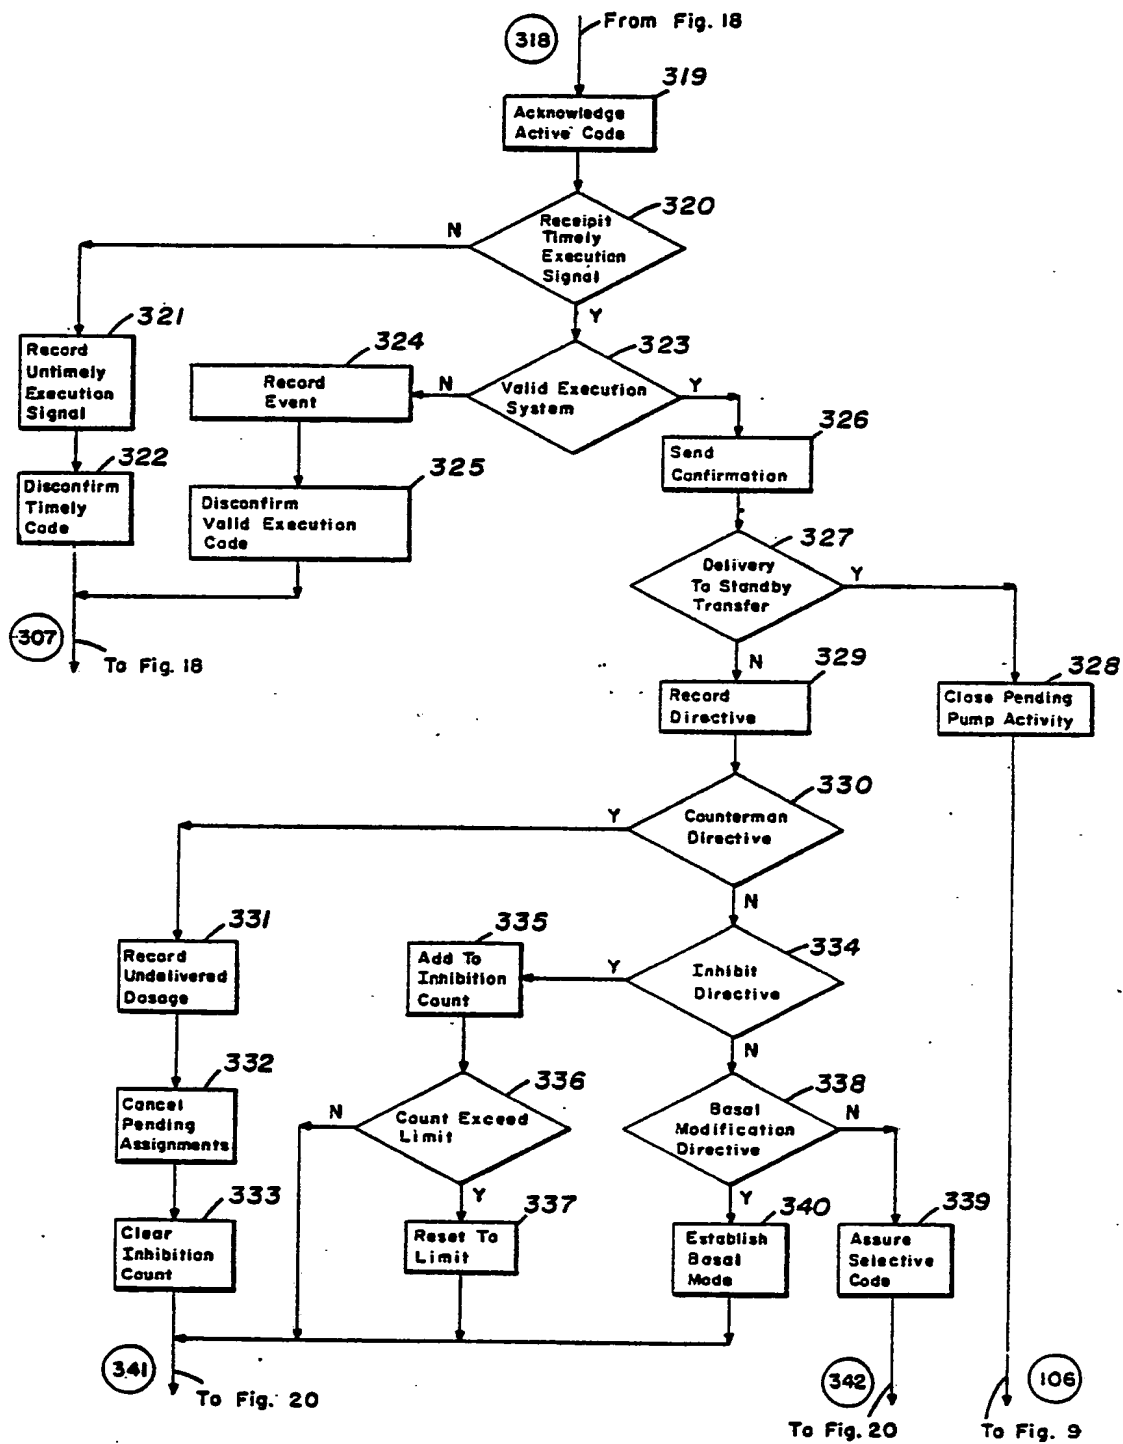 From Fig. 18
318
319
Acknowledge
Active Code
320
Receipit
Timely
Execution
Signal
N
Y
321
Record
Untimely
Execution
Signal
324
Record
Event
N
323
Valid Execution
System
Y
326
Send
Confirmation
322
Disconfirm
Timely
Code
325
Disconfirm
Valid Execution
Code
327
Delivery
To Standby
Transfer
Y
N
307
To Fig. 18
329
Record
Directive
328
Close Pending
Pump Activity
330
Counterman
Directive
Y
N
331
Record
Undelivered
Dosage
335
Add To
Inhibition
Count
Y
334
Inhibit
Directive
N
332
Cancel
Pending
Assignments
336
Count Exceed
Limit
N
Y
338
Basal
Modification
Directive
N
Y
333
Clear
Inhibition
Count
337
Reset To
Limit
340
Establish
Basal
Mode
339
Assure
Selective
Code
341
To Fig. 20
342
To Fig. 20
106
To Fig. 9